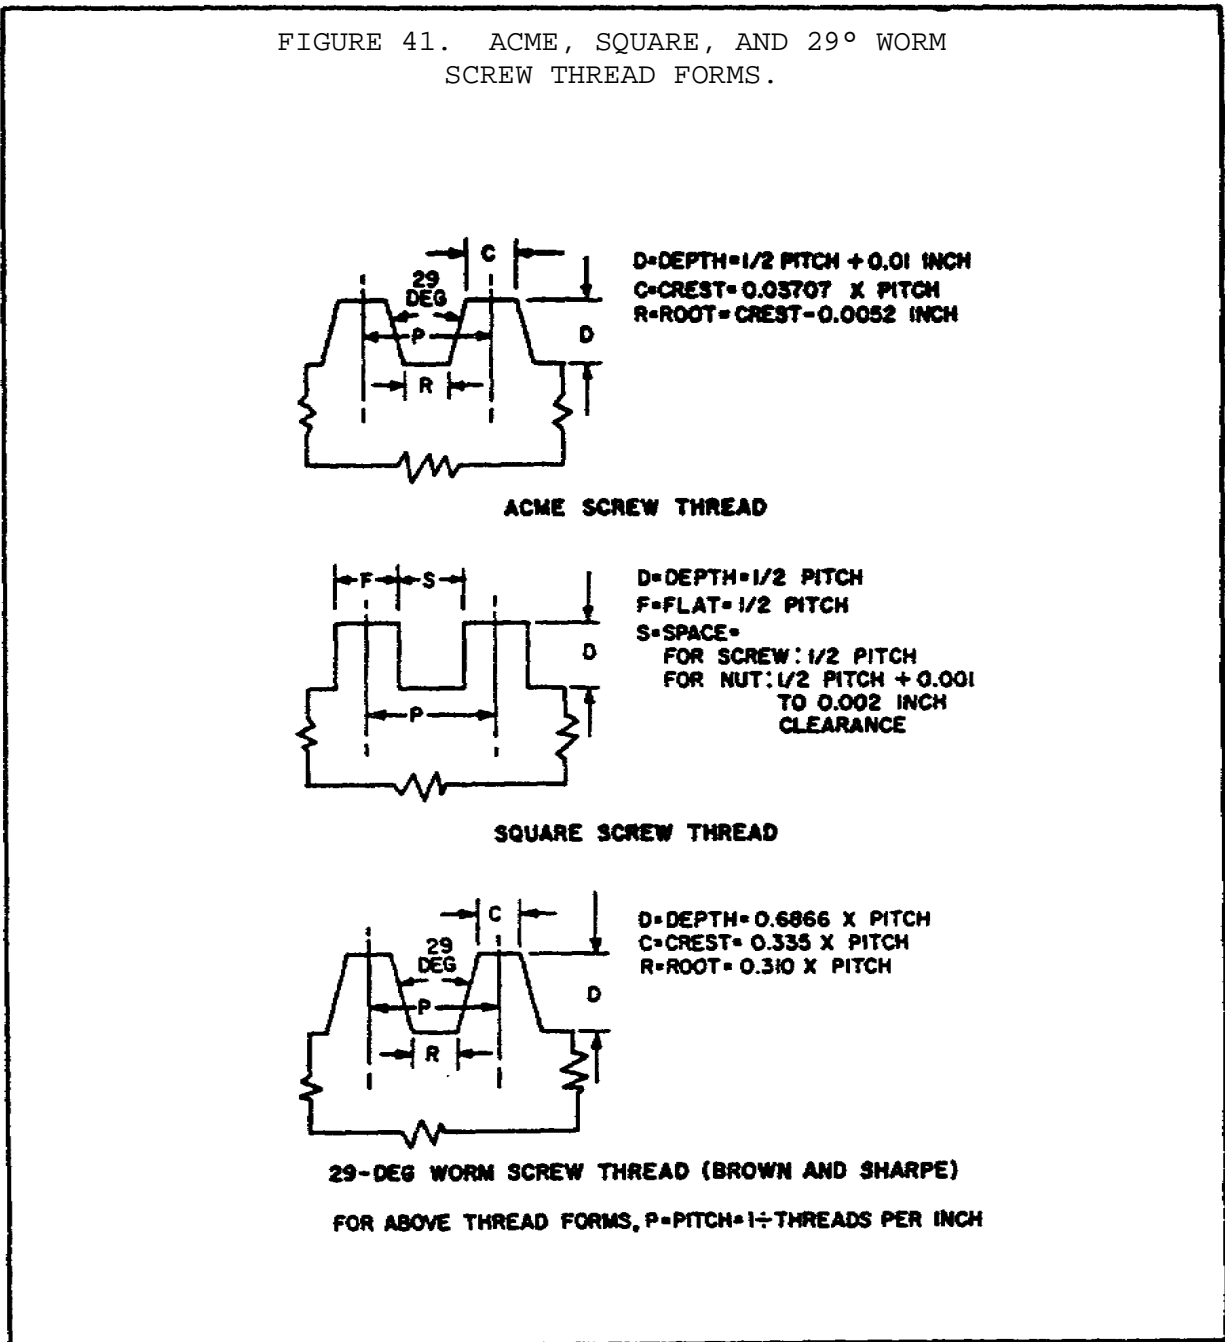 FIGURE 41. ACME, SQUARE, AND 29° WORM
SCREW THREAD FORMS.
C
29
DEG
P
D
R
D=DEPTH=1/2 PITCH + 0.01 INCH
C=CREST= 0.03707 X PITCH
R=ROOT= CREST-0.0052 INCH
ACME SCREW THREAD
F
S
D
P
D=DEPTH=1/2 PITCH
F=FLAT= 1/2 PITCH
S=SPACE=
FOR SCREW: 1/2 PITCH
FOR NUT: 1/2 PITCH + 0.001
TO 0.002 INCH
CLEARANCE
SQUARE SCREW THREAD
C
29
DEG
P
D
R
D=DEPTH= 0.6866 X PITCH
C=CREST= 0.335 X PITCH
R=ROOT= 0.310 X PITCH
29-DEG WORM SCREW THREAD (BROWN AND SHARPE)
FOR ABOVE THREAD FORMS, P=PITCH=1÷THREADS PER INCH